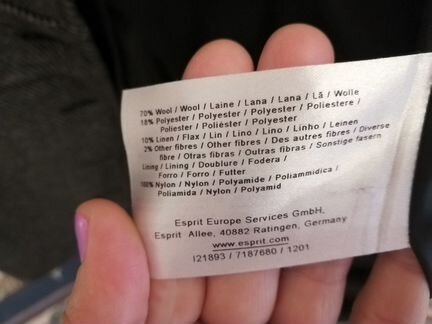 70% Wool / Wool / Laine / Lana / Lana / Lã / Wolle
18% Polyester / Polyester / Polyester / Poliestere /
Poliester / Poliéster / Polyester
10% Linen / Flax / Lin / Lino / Lino / Linho / Leinen
2% Other fibres / Other fibres / Des autres fibres / Diverse
fibre / Otras fibras / Outras fibras / Sonstige fasern
Lining / Lining / Doublure / Fodera /
Forro / Forro / Futter
100% Nylon / Nylon / Polyamide / Poliammidica /
Poliamida / Nylon / Polyamid
Esprit Europe Services GmbH,
Esprit Allee, 40882 Ratingen, Germany
www.esprit.com
I21893 / 7187680 / 1201